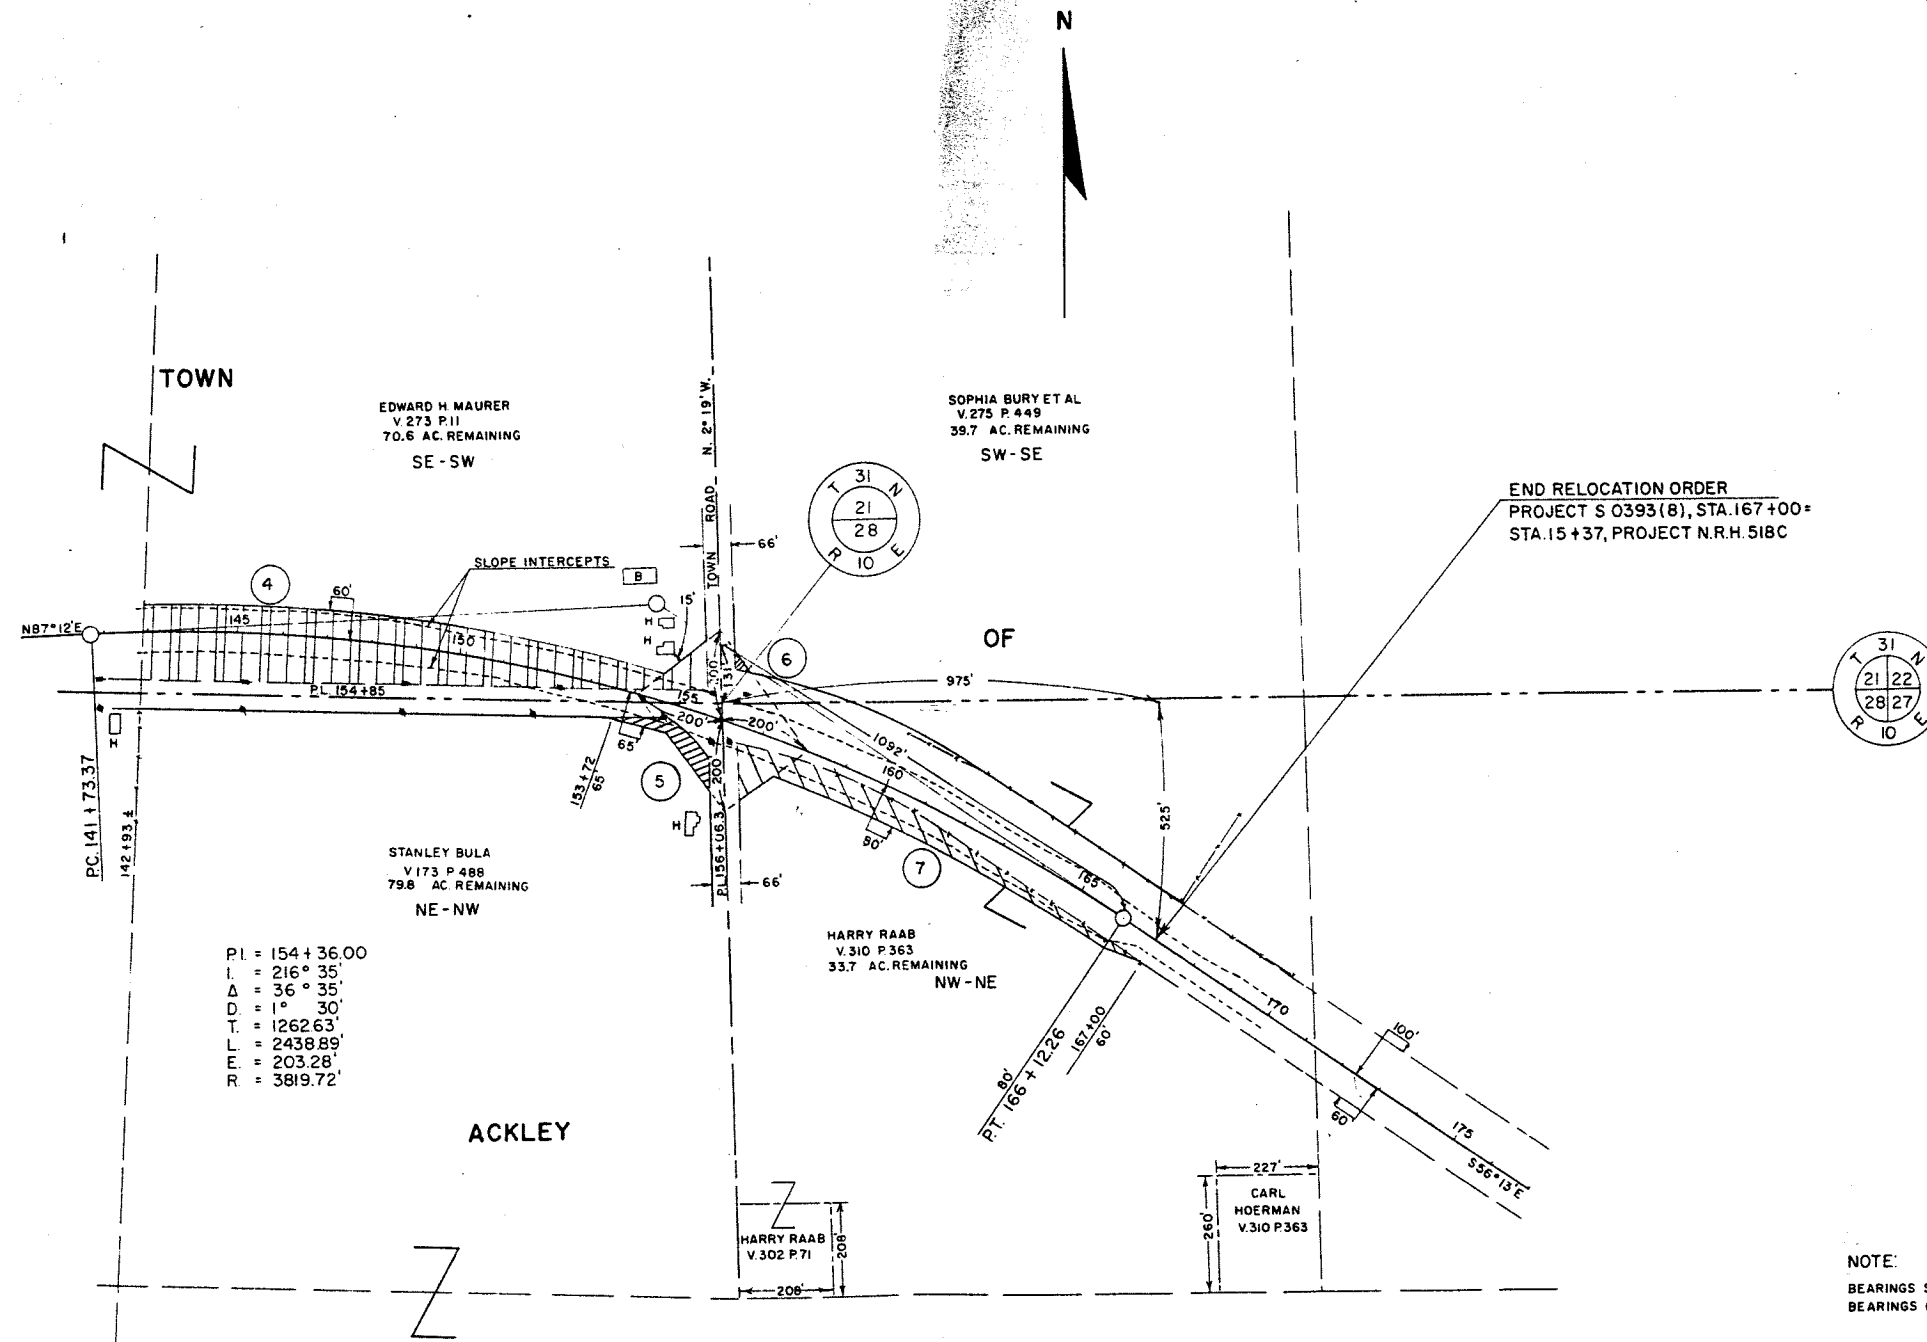 N
TOWN
EDWARD H. MAURER
V. 273 P. 11
70.6 AC. REMAINING
SE - SW
SOPHIA BURY ET AL
V. 275 P. 449
39.7 AC. REMAINING
SW - SE
N. 2° 19' W.
TOWN ROAD
T 31 N
21
28
R 10 E
END RELOCATION ORDER
PROJECT S 0393(8), STA. 167+00 =
STA. 15+37, PROJECT N.R.H. 518C
66'
SLOPE INTERCEPTS
B
4
60'
15'
N87°12'E
145
150
H
H
6
OF
T 31 N
21 22
28 27
R 10 E
975'
P.I. 154+85
155
200'
200'
H
65'
153+72
65'
5
200
1092'
160
525'
P.C. 141+73.37
142+93±
H
P.I. 156+06.3
80'
7
66'
165
STANLEY BULA
V 173 P 488
79.8 AC. REMAINING
NE - NW
HARRY RAAB
V. 310 P. 363
33.7 AC. REMAINING
NW - NE
P.I. = 154 + 36.00
I. = 216° 35'
Δ = 36° 35'
D. = 1° 30'
T. = 1262.63'
L. = 2438.89'
E. = 203.28'
R. = 3819.72'
170
167+00
60'
80'
P.T. 166 + 12.26
100'
60'
175
S56°13'E
ACKLEY
227'
CARL
HOERMAN
V. 310 P. 363
260'
HARRY RAAB
V. 302 P. 71
208'
208'
NOTE:
BEARINGS
BEARINGS